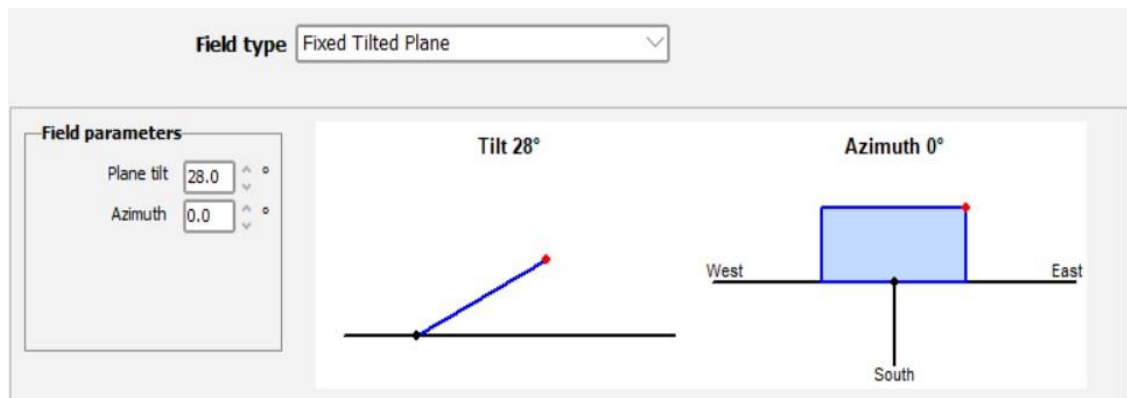 Field type Fixed Tilted Plane
Field parameters
Plane tilt 28.0 °
Azimuth 0.0 °
Tilt 28°
Azimuth 0°
West East
South